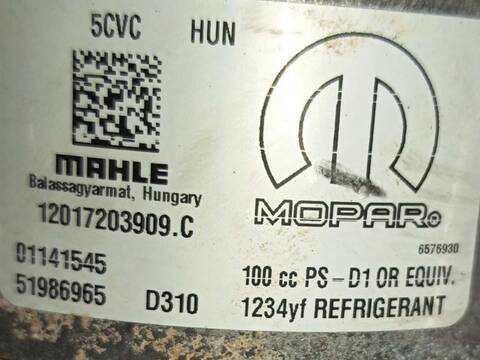 5CVC HUN
MAHLE
Balassagyarmat, Hungary
12017203909.C
01141545
51986965 D310
MOPAR®
6576930
100 cc PS-D1 OR EQUIV.
1234yf REFRIGERANT